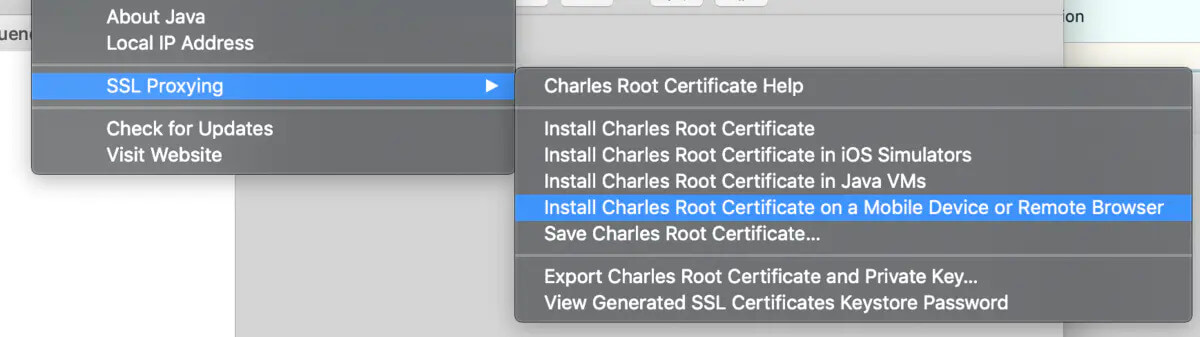 About Java
Local IP Address
SSL Proxying
Check for Updates
Visit Website
ion
Charles Root Certificate Help
Install Charles Root Certificate
Install Charles Root Certificate in iOS Simulators
Install Charles Root Certificate in Java VMs
Install Charles Root Certificate on a Mobile Device or Remote Browser
Save Charles Root Certificate...
Export Charles Root Certificate and Private Key...
View Generated SSL Certificates Keystore Password